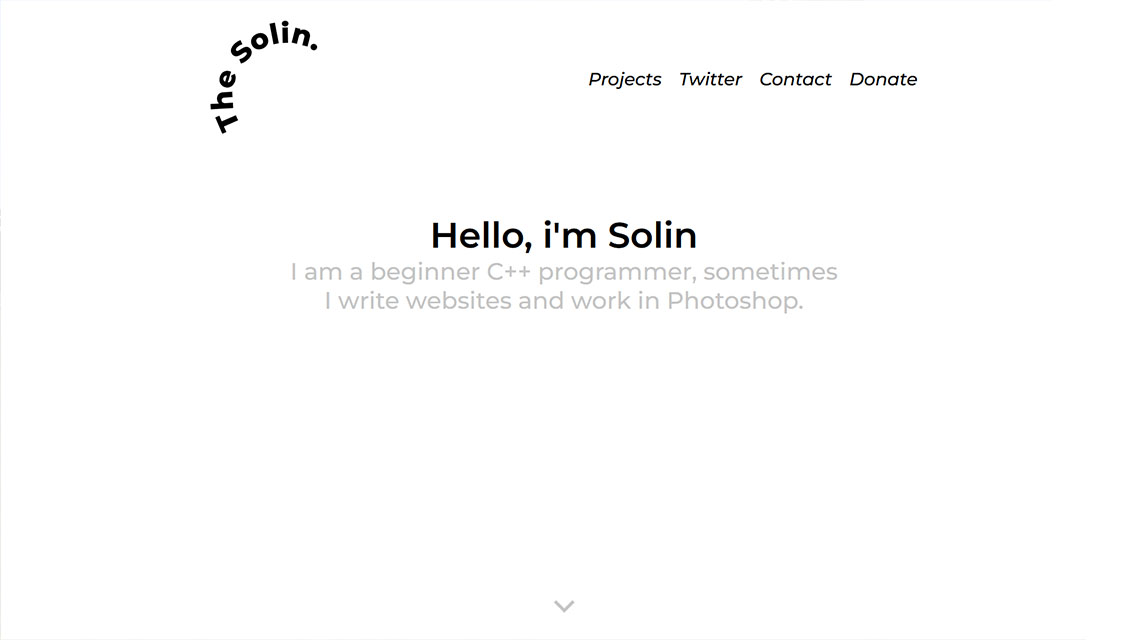 The Solin.
Projects Twitter Contact Donate
Hello, i'm Solin
I am a beginner C++ programmer, sometimes
I write websites and work in Photoshop.